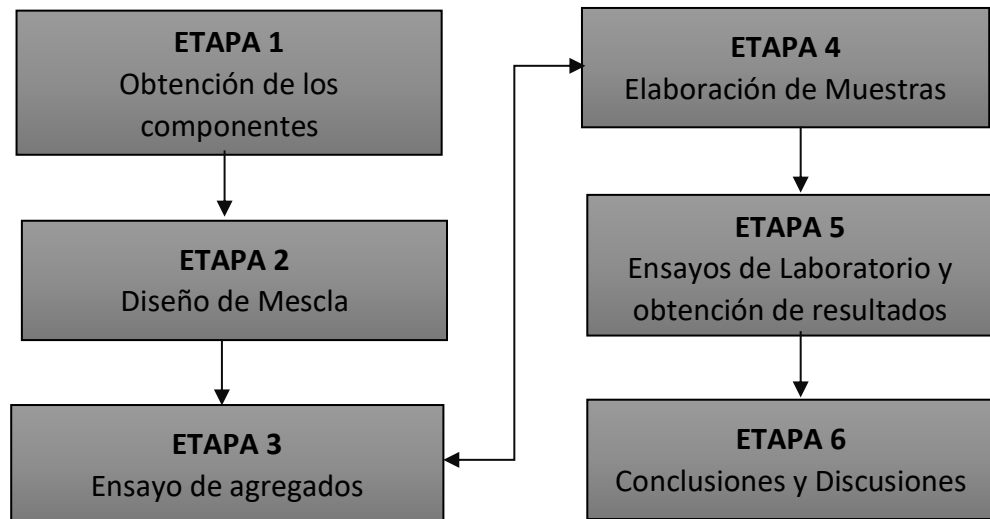 ETAPA 1
Obtención de los
componentes
ETAPA 2
Diseño de Mescla
ETAPA 3
Ensayo de agregados
ETAPA 4
Elaboración de Muestras
ETAPA 5
Ensayos de Laboratorio y
obtención de resultados
ETAPA 6
Conclusiones y Discusiones